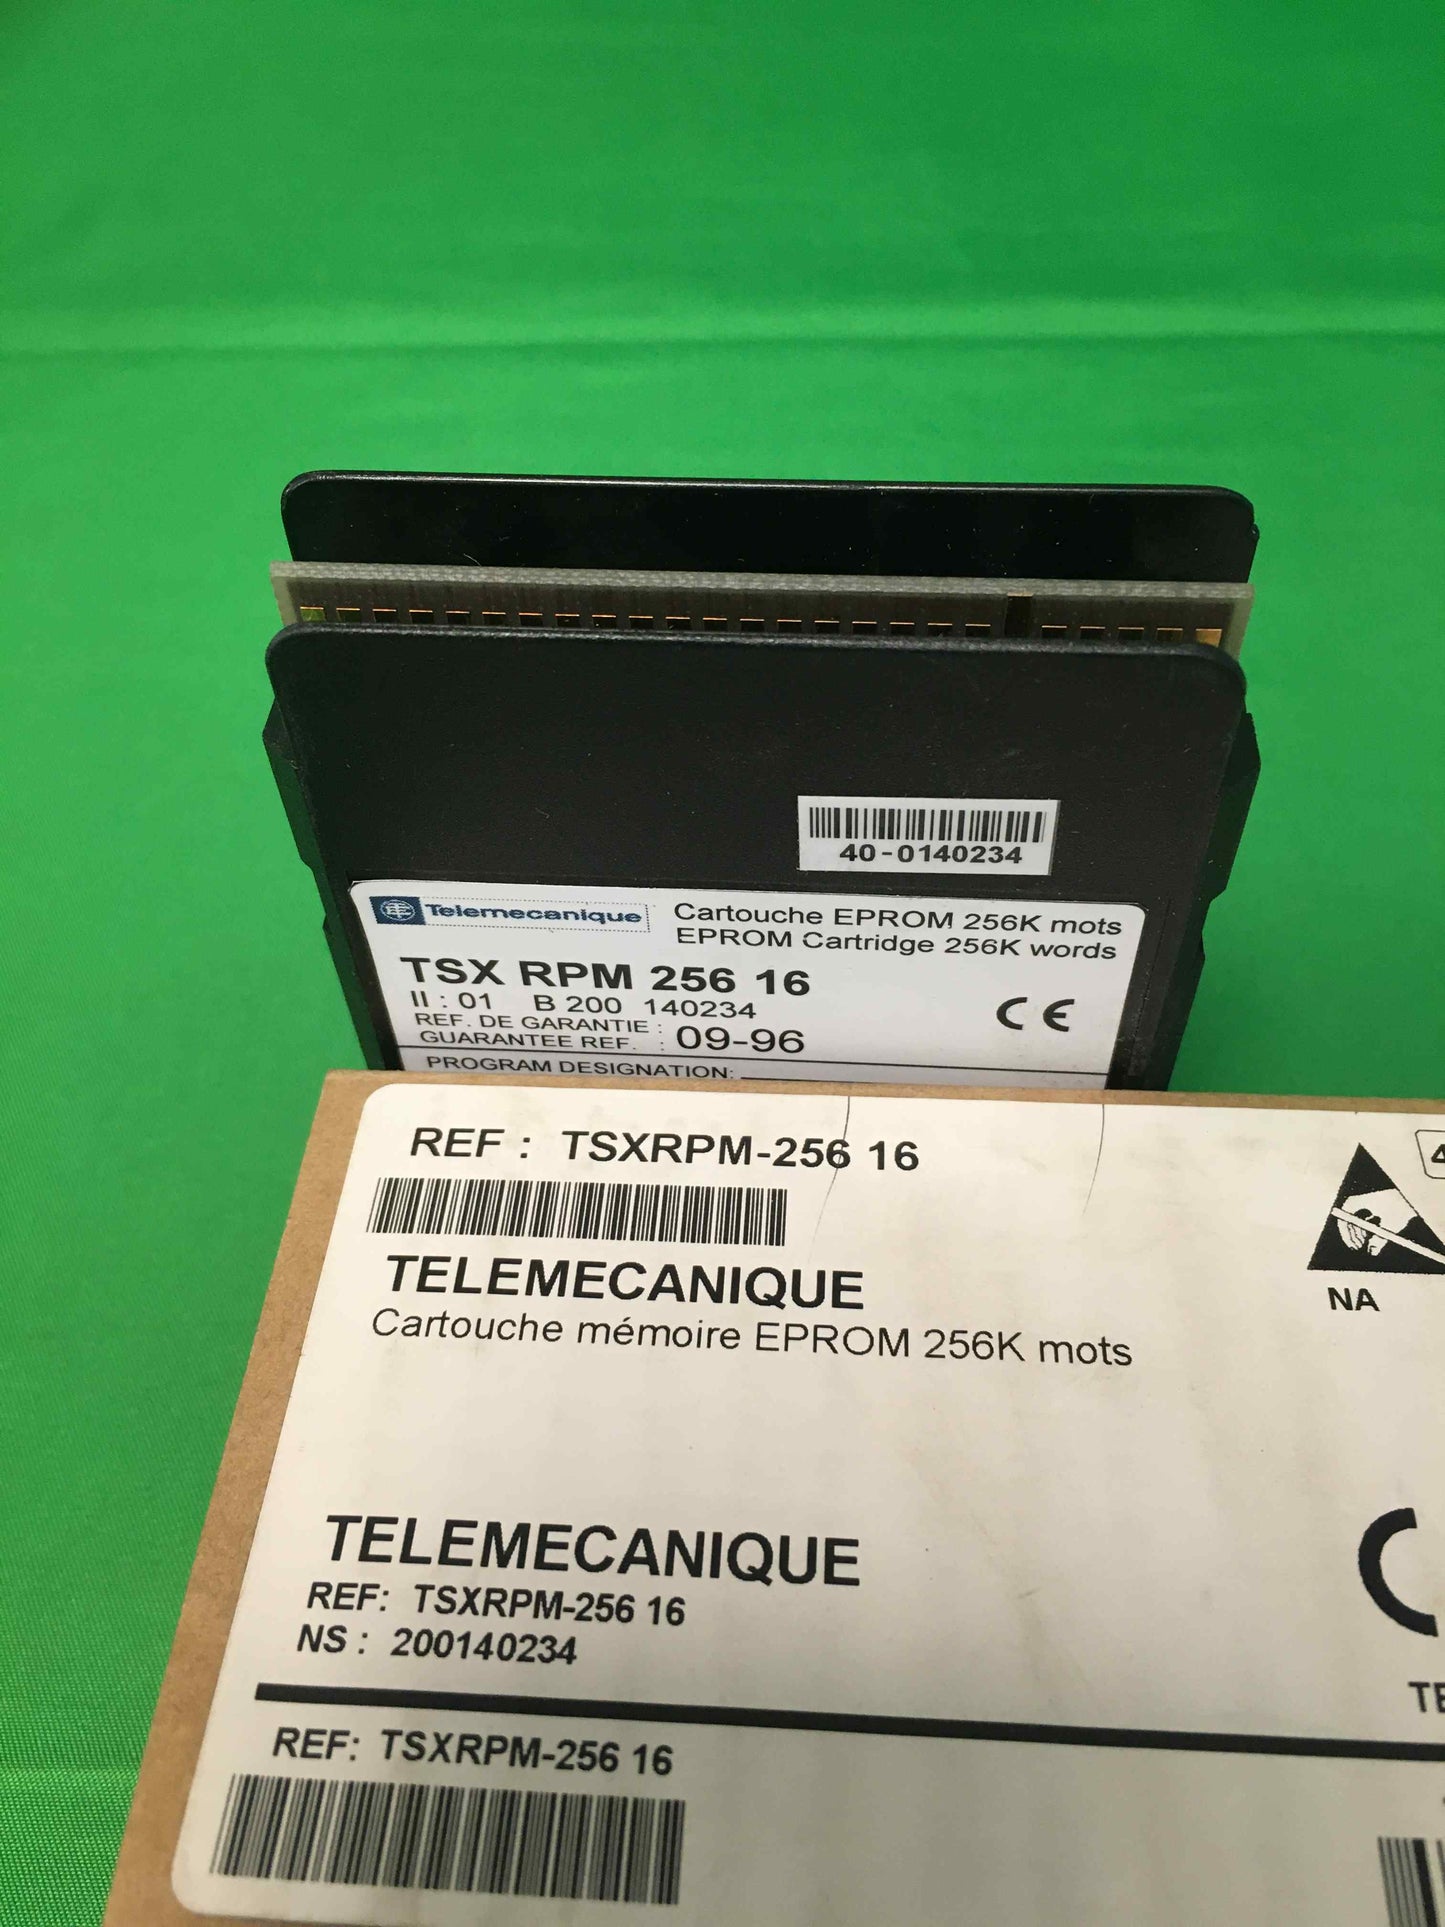 40-0140234
Telemecanique
Cartouche EPROM 256K mots
EPROM Cartridge 256K words
TSX RPM 256 16
II : 01 B 200 140234
REF. DE GARANTIE :
GUARANTEE REF. : 09-96
PROGRAM DESIGNATION:
REF : TSXRPM-256 16
TELEMECANIQUE
Cartouche mémoire EPROM 256K mots
NA
TELEMECANIQUE
REF: TSXRPM-256 16
NS : 200140234
REF: TSXRPM-256 16